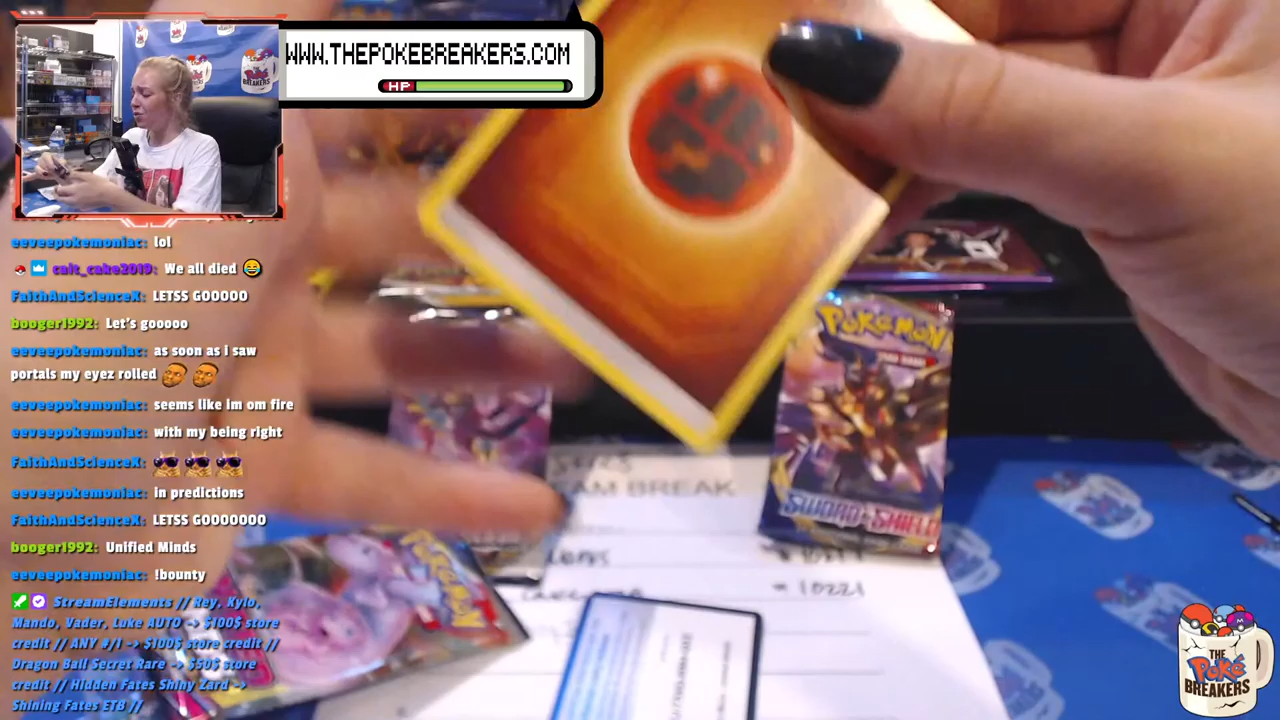 WWW.THEPOKEBREAKERS.COM
HP
eeveepokemoniac: lol
cait_cake2019: We all died
FaithAndScienceX: LETSS GOOOOO
booger1992: Let's gooooo
eeveepokemoniac: as soon as i saw
portals my eyez rolled
eeveepokemoniac: seems like im om fire
eeveepokemoniac: with my being right
FaithAndScienceX:
eeveepokemoniac: in predictions
FaithAndScienceX: LETSS GOOOOOOO
booger1992: Unified Minds
eeveepokemoniac: !bounty
StreamElements // Rey, Kylo,
Mando, Vader, Luke AUTO -> $100$ store
credit // ANY #/1 -> $100$ store credit //
Dragon Ball Secret Rare -> $50$ store
credit // Hidden Fates Shiny Zard ->
Shining Fates ETB //
POKéMON
SWORD & SHIELD
BREAK
10221
POKéMON
THE
Poké
BREAKERS